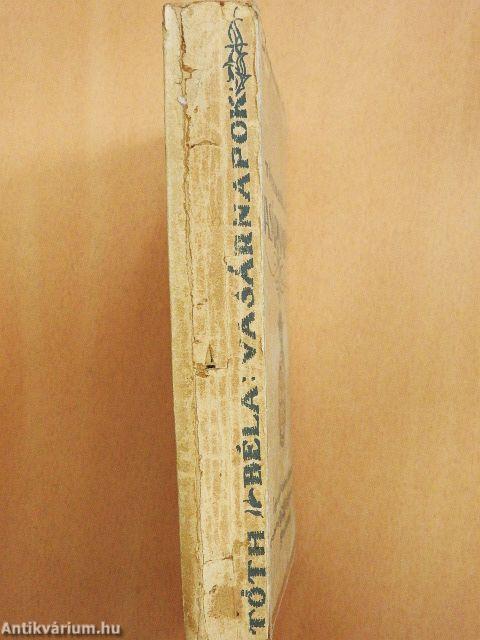 TÓTH BÉLA: VASÁRNAPOK
Antikvárium.hu